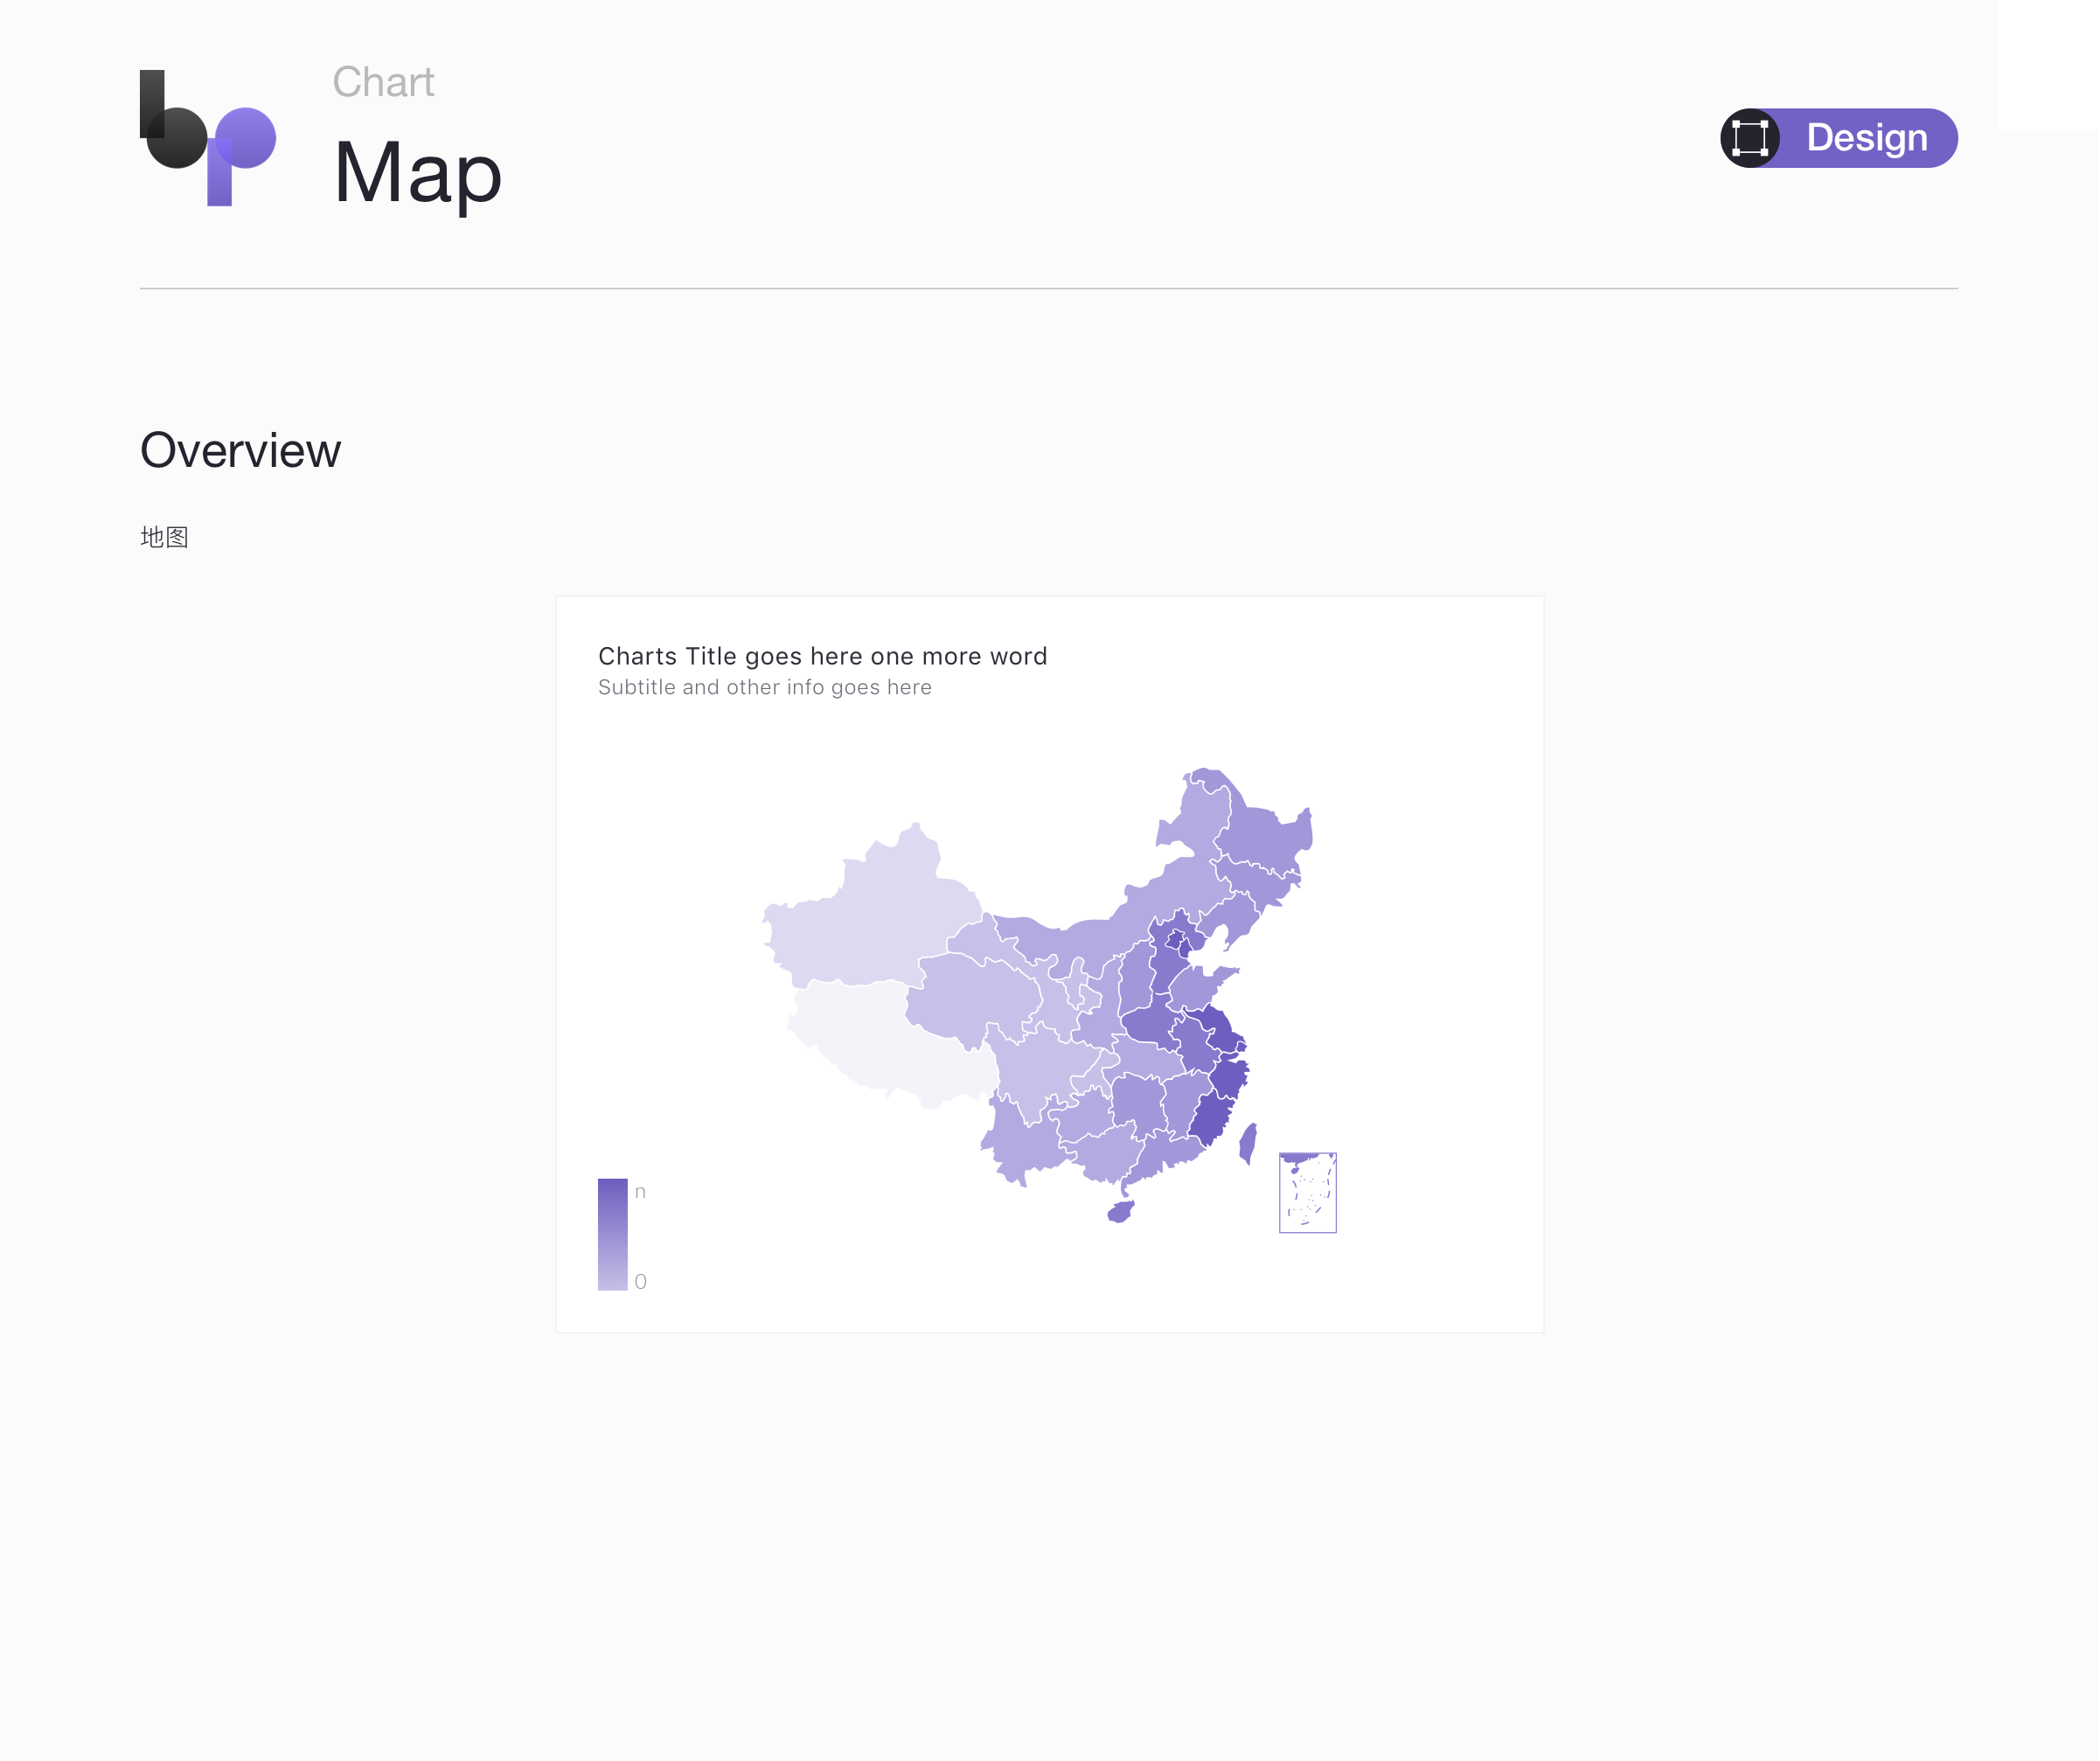 bp
Chart
Map
Design
Overview
地图
Charts Title goes here one more word
Subtitle and other info goes here
n
0